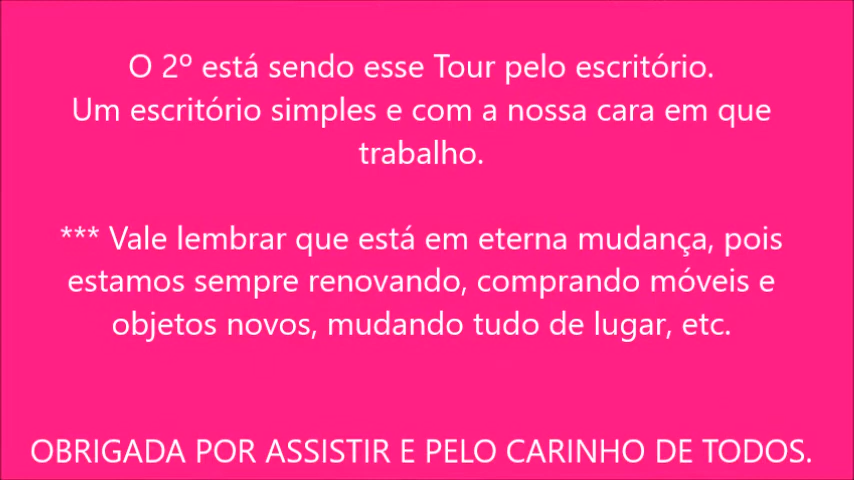 O 2º está sendo esse Tour pelo escritório.
Um escritório simples e com a nossa cara em que
trabalho.
*** Vale lembrar que está em eterna mudança, pois
estamos sempre renovando, comprando móveis e
objetos novos, mudando tudo de lugar, etc.
OBRIGADA POR ASSISTIR E PELO CARINHO DE TODOS.